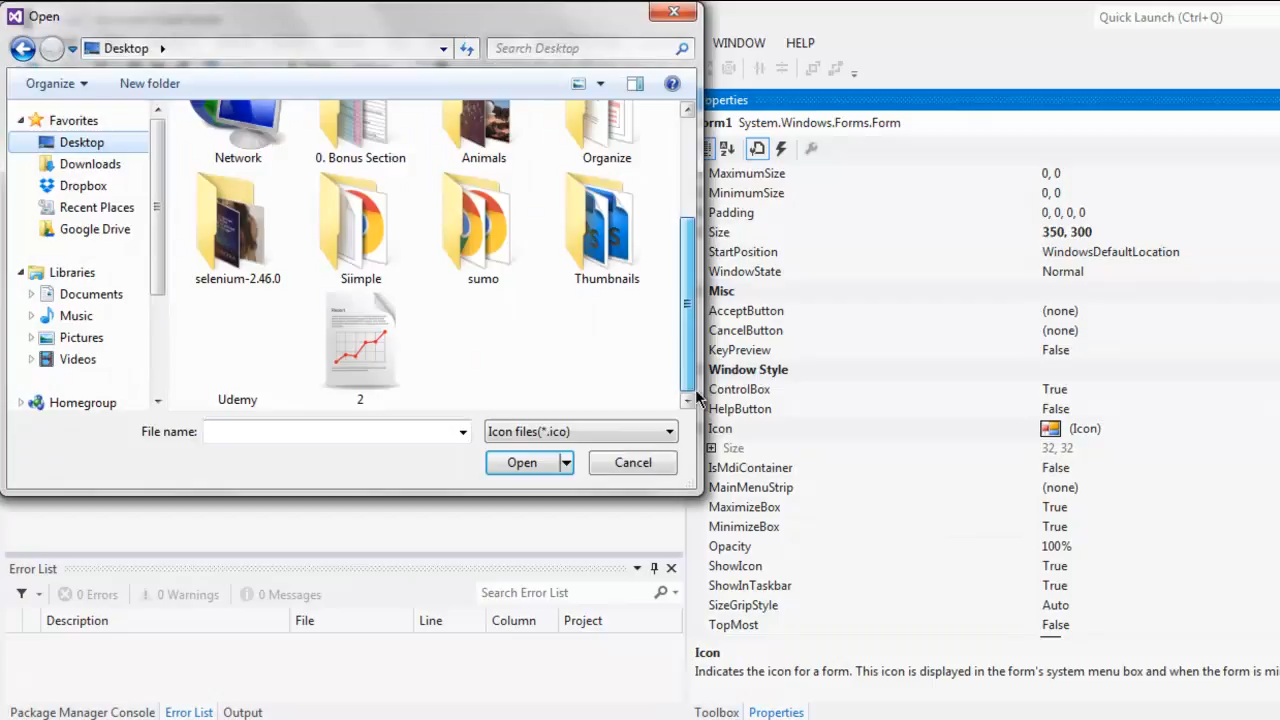 Open
Quick Launch (Ctrl+Q)
WINDOW HELP
Desktop
Search Desktop
Organize
New folder
operties
orm1 System.Windows.Forms.Form
Favorites
Desktop
Downloads
Dropbox
Recent Places
Google Drive
Libraries
Documents
Music
Pictures
Videos
Homegroup
Network
0. Bonus Section
Animals
Organize
selenium-2.46.0
Siimple
sumo
Thumbnails
Udemy
2
File name:
Icon files(*.ico)
Open
Cancel
MaximumSize 0, 0
MinimumSize 0, 0
Padding 0, 0, 0, 0
Size 350, 300
StartPosition WindowsDefaultLocation
WindowState Normal
Misc
AcceptButton (none)
CancelButton (none)
KeyPreview False
Window Style
ControlBox True
HelpButton False
Icon (Icon)
Size 32, 32
IsMdiContainer False
MainMenuStrip (none)
MaximizeBox True
MinimizeBox True
Opacity 100%
ShowIcon True
ShowInTaskbar True
SizeGripStyle Auto
TopMost False
Icon
Indicates the icon for a form. This icon is displayed in the form's system menu box and when the form is mi
Error List
0 Errors
0 Warnings
0 Messages
Search Error List
Description File Line Column Project
Package Manager Console Error List Output
Toolbox Properties